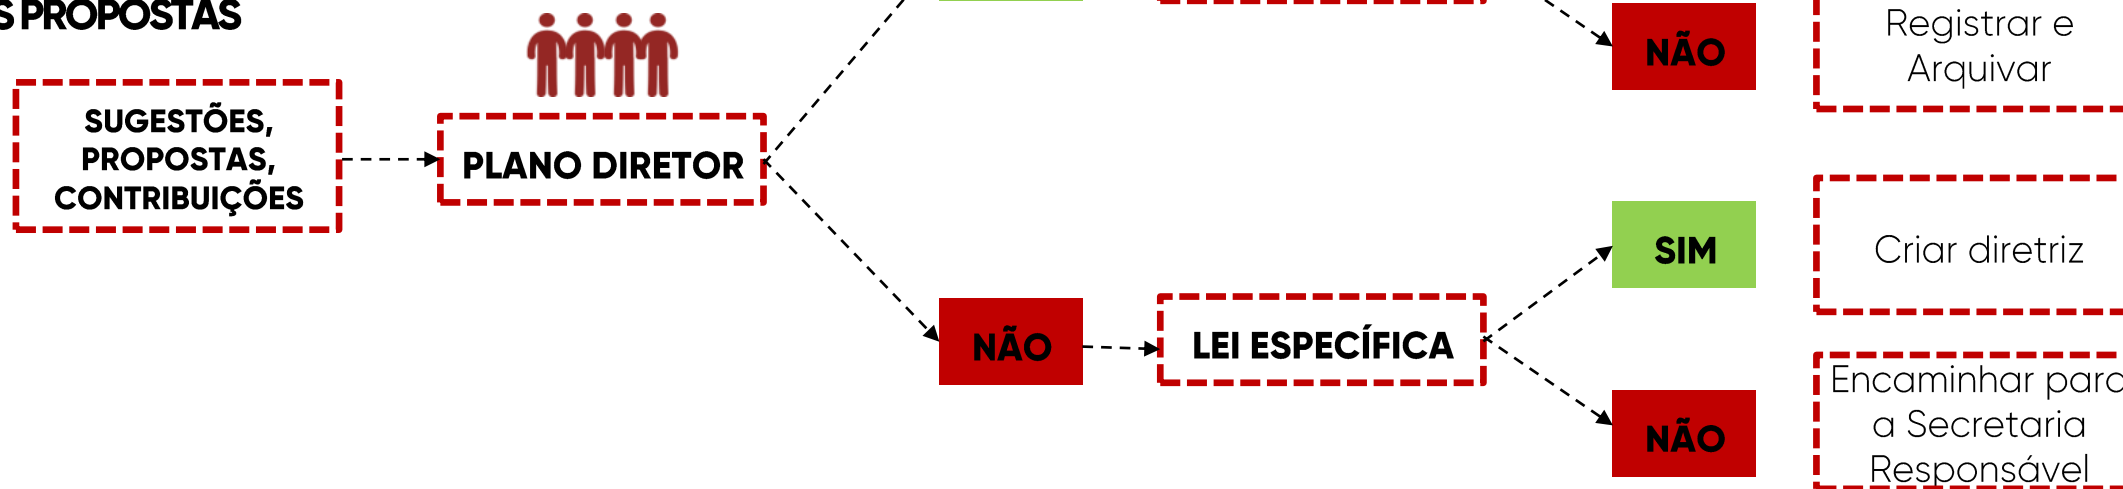 S PROPOSTAS
SUGESTÕES,
PROPOSTAS,
CONTRIBUIÇÕES
PLANO DIRETOR
NÃO
Registrar e
Arquivar
SIM
Criar diretriz
NÃO
LEI ESPECÍFICA
NÃO
Encaminhar para
a Secretaria
Responsável